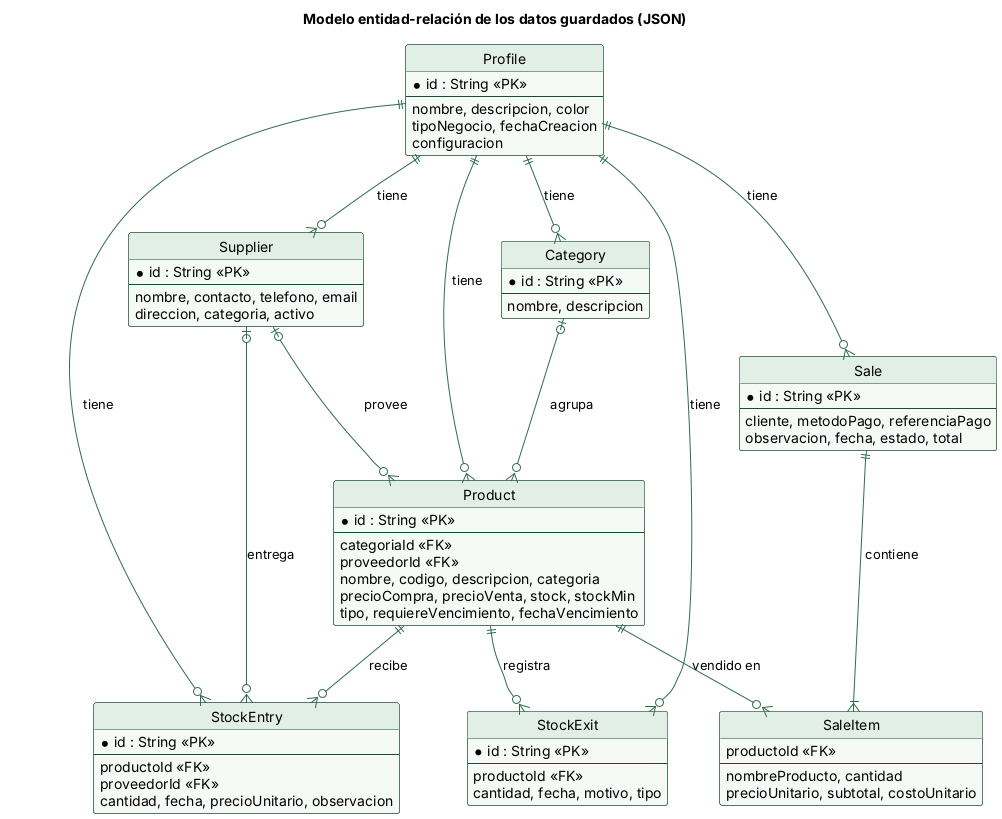 Modelo entidad-relación de los datos guardados (JSON)
Profile
id : String «PK»
nombre, descripcion, color
tipoNegocio, fechaCreacion
configuracion
tiene
tiene
tiene
Supplier
id : String «PK»
nombre, contacto, telefono, email
direccion, categoria, activo
Category
id : String «PK»
nombre, descripcion
tiene
Sale
id : String «PK»
cliente, metodoPago, referenciaPago
observacion, fecha, estado, total
tiene
provee
agrupa
tiene
Product
id : String «PK»
categoriaId «FK»
proveedorId «FK»
nombre, codigo, descripcion, categoria
precioCompra, precioVenta, stock, stockMin
tipo, requiereVencimiento, fechaVencimiento
entrega
contiene
recibe
registra
vendido en
StockEntry
id : String «PK»
productoId «FK»
proveedorId «FK»
cantidad, fecha, precioUnitario, observacion
StockExit
id : String «PK»
productoId «FK»
cantidad, fecha, motivo, tipo
SaleItem
productoId «FK»
nombreProducto, cantidad
precioUnitario, subtotal, costoUnitario